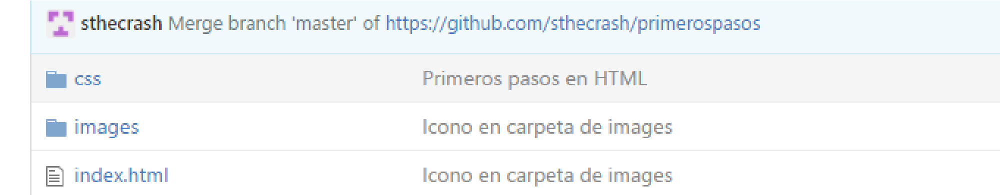 sthecrash Merge branch 'master' of https://github.com/sthecrash/primerospasos
css Primeros pasos en HTML
images Icono en carpeta de images
index.html Icono en carpeta de images